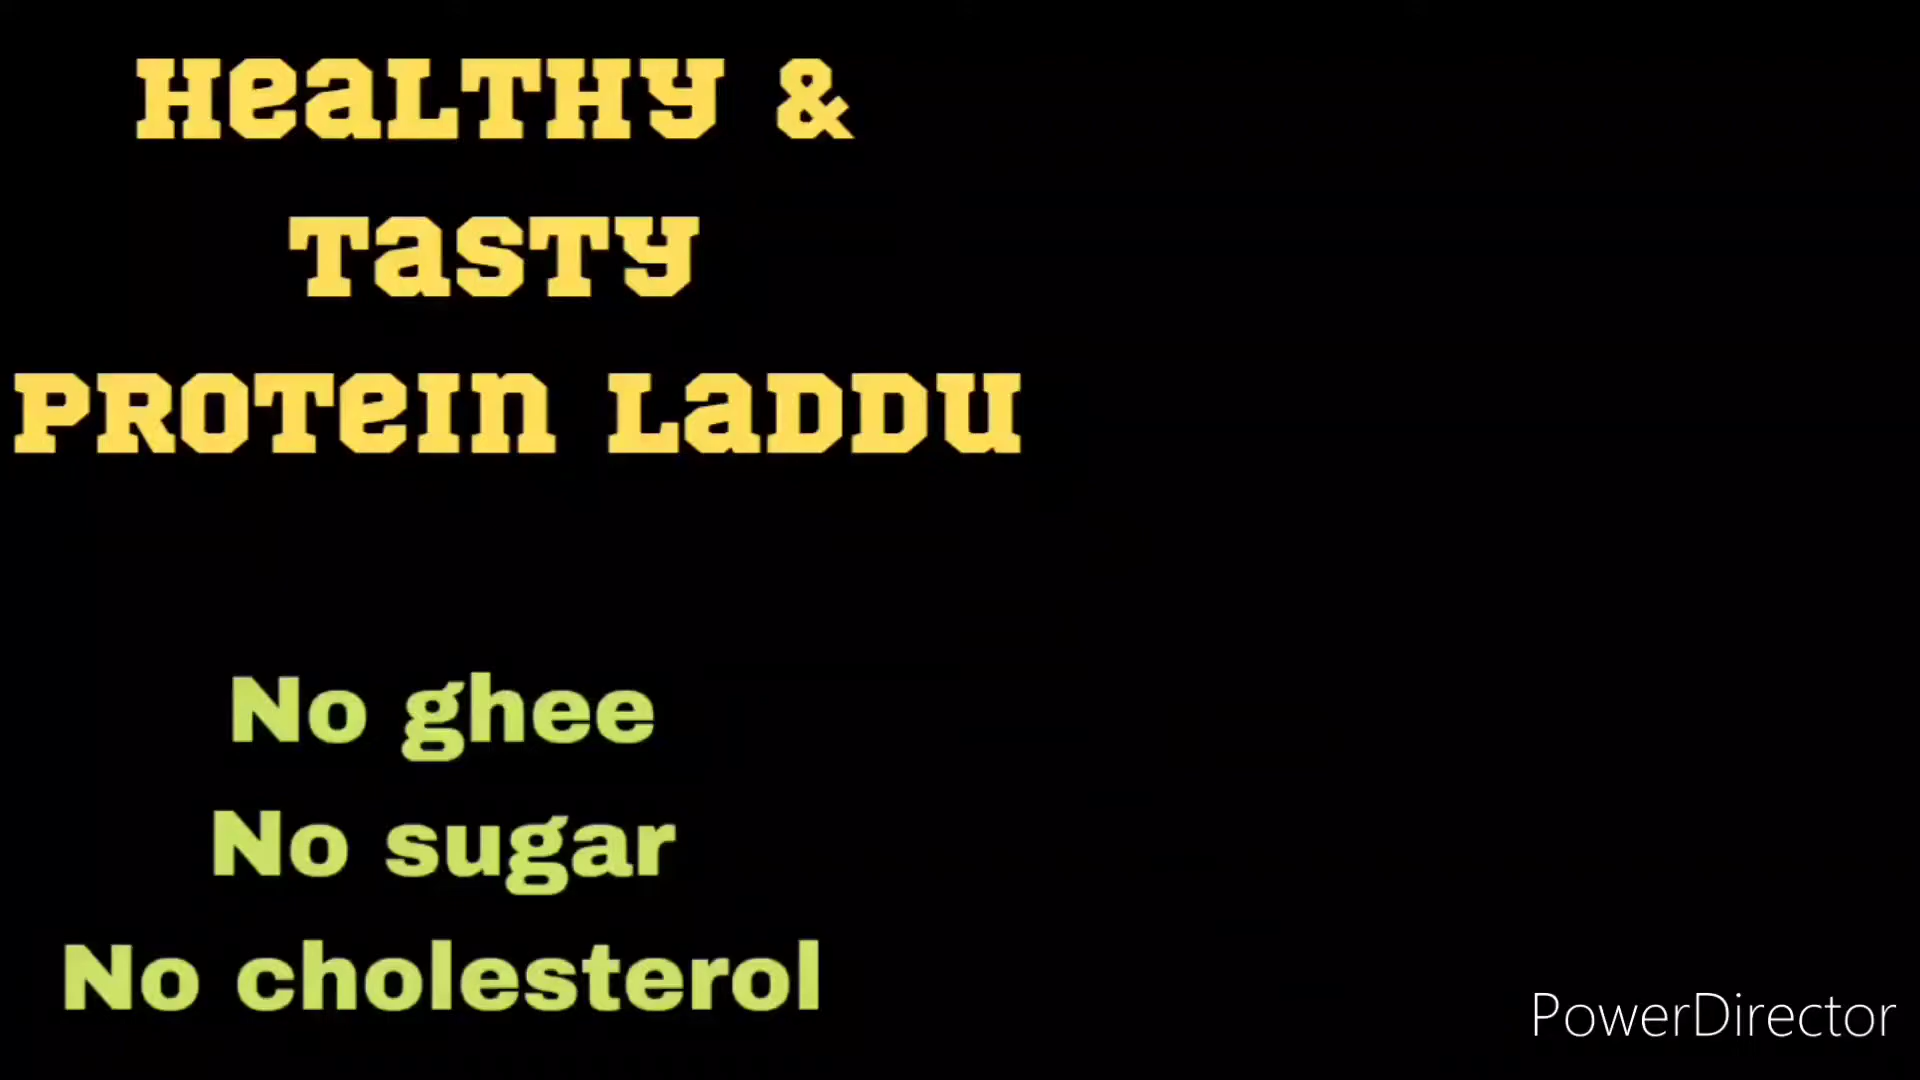 Healthy &
Tasty
Protein Laddu
No ghee
No sugar
No cholesterol
PowerDirector